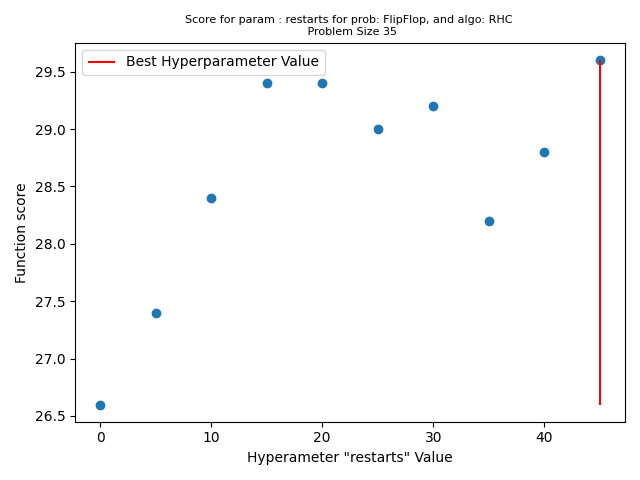 Score for param : restarts for prob: FlipFlop, and algo: RHC
Problem Size 35
Best Hyperparameter Value
29.5
29.0
28.5
28.0
27.5
27.0
26.5
Function score
0 10 20 30 40
Hyperameter "restarts" Value